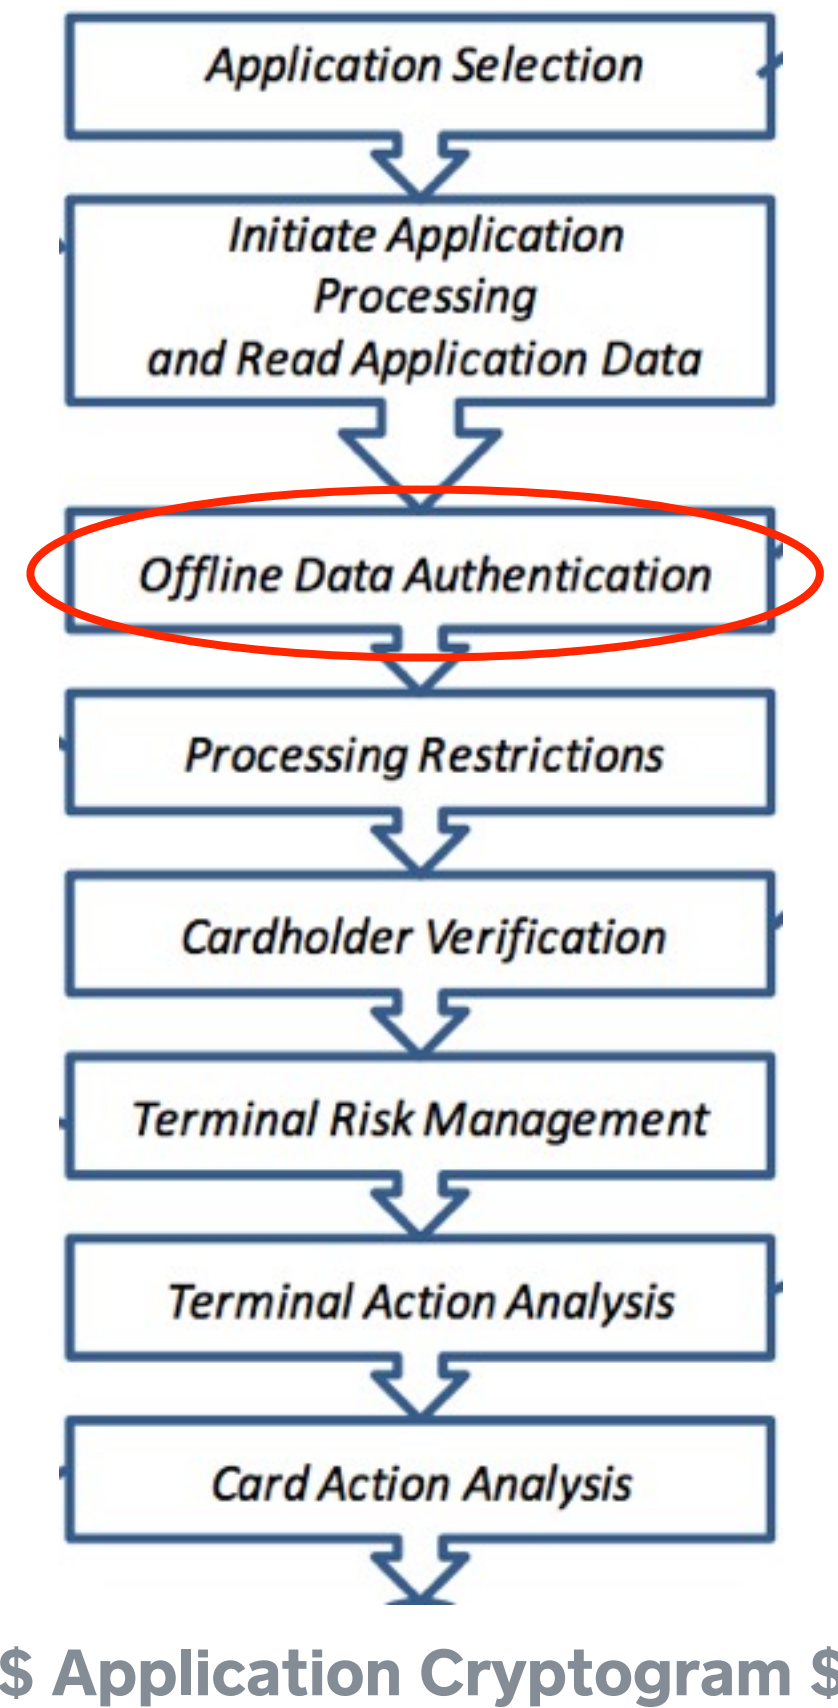 Application Selection
Initiate Application
Processing
and Read Application Data
Offline Data Authentication
Processing Restrictions
Cardholder Verification
Terminal Risk Management
Terminal Action Analysis
Card Action Analysis
$ Application Cryptogram $